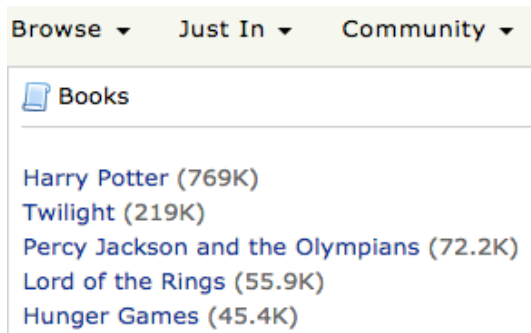 Browse Just In Community
Books
Harry Potter (769K)
Twilight (219K)
Percy Jackson and the Olympians (72.2K)
Lord of the Rings (55.9K)
Hunger Games (45.4K)